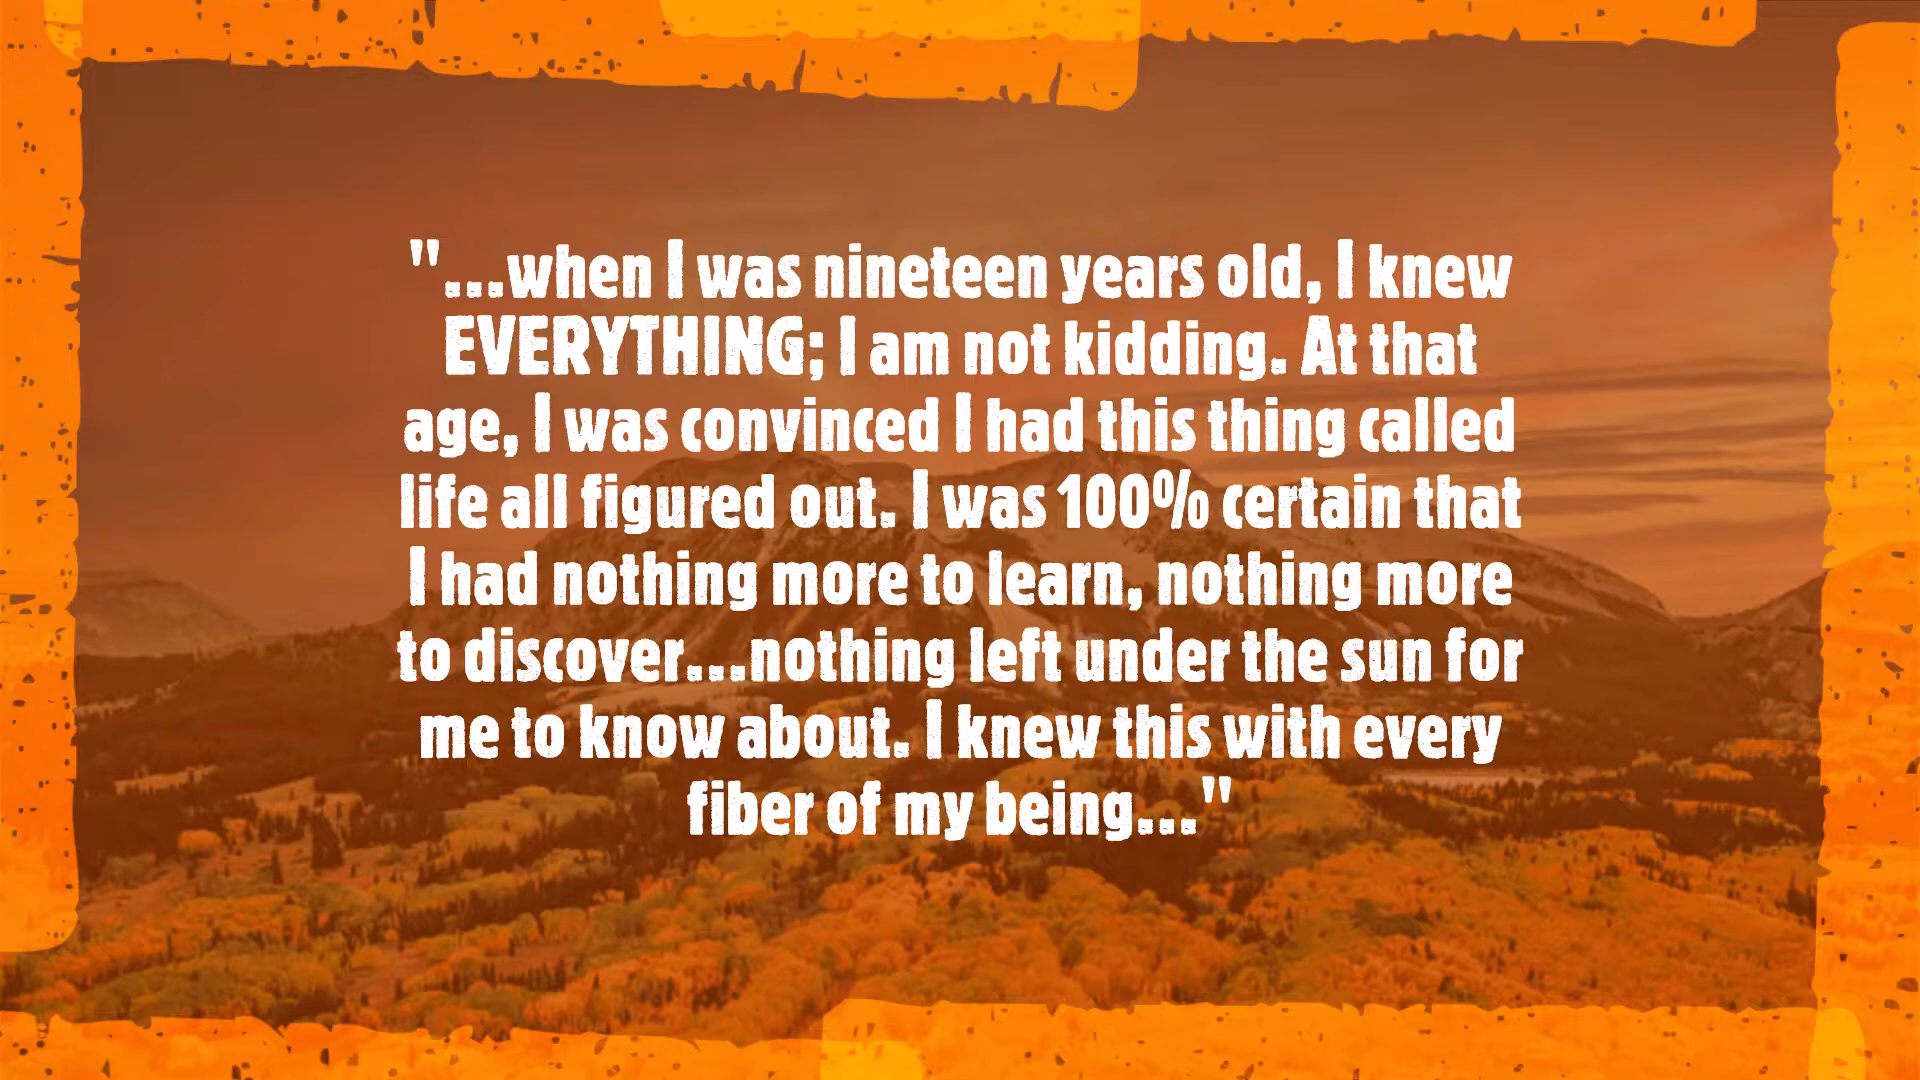 "...when I was nineteen years old, I knew
EVERYTHING; I am not kidding. At that
age, I was convinced I had this thing called
life all figured out. I was 100% certain that
I had nothing more to learn, nothing more
to discover...nothing left under the sun for
me to know about. I knew this with every
fiber of my being..."